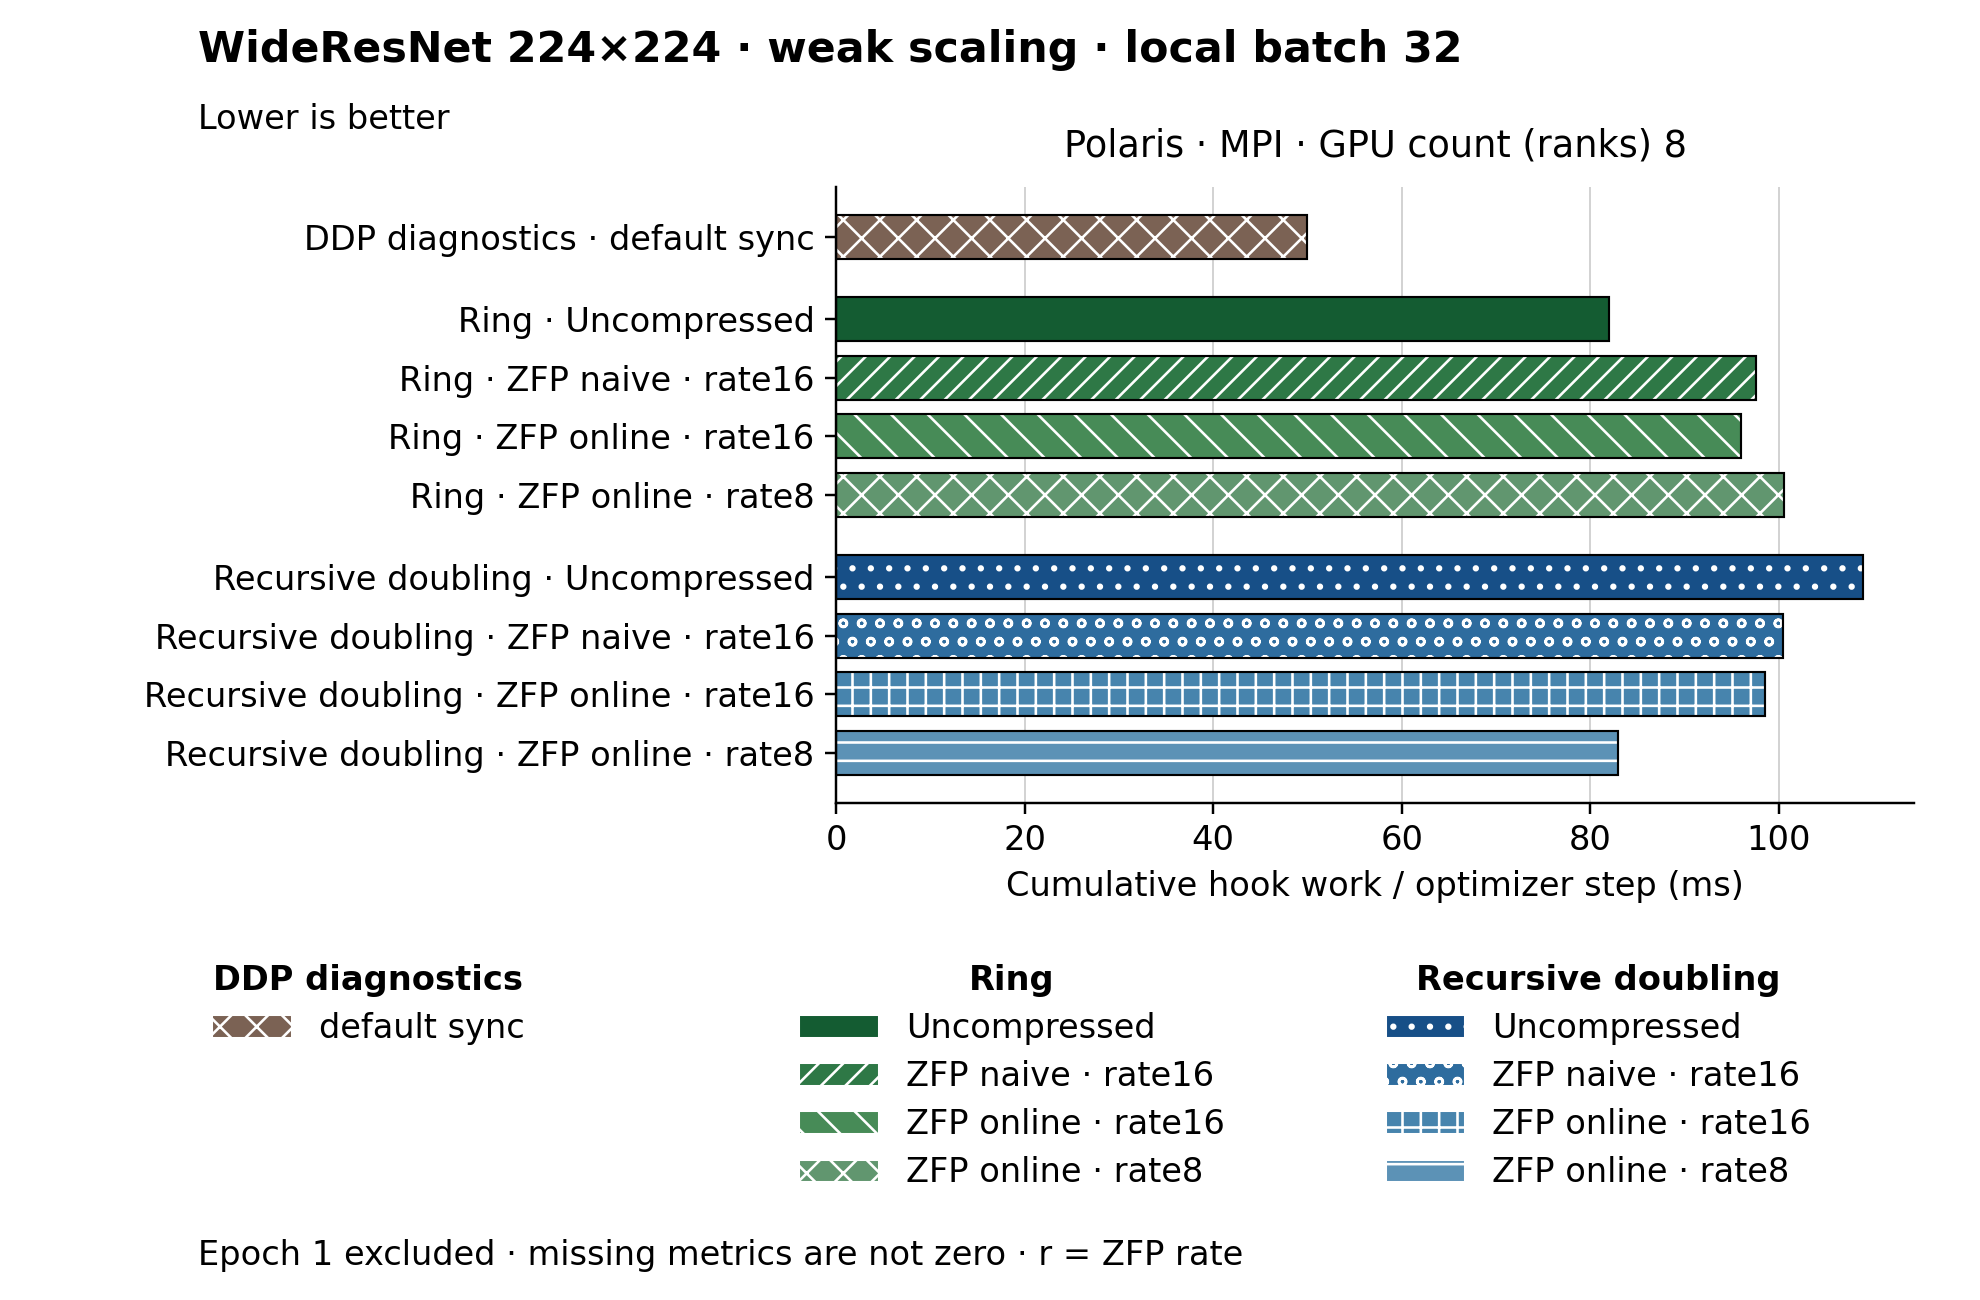 WideResNet 224×224 · weak scaling · local batch 32
Lower is better
Polaris · MPI · GPU count (ranks) 8
DDP diagnostics · default sync
Ring · Uncompressed
Ring · ZFP naive · rate16
Ring · ZFP online · rate16
Ring · ZFP online · rate8
Recursive doubling · Uncompressed
Recursive doubling · ZFP naive · rate16
Recursive doubling · ZFP online · rate16
Recursive doubling · ZFP online · rate8
0 20 40 60 80 100
Cumulative hook work / optimizer step (ms)
DDP diagnostics
default sync
Ring
Uncompressed
ZFP naive · rate16
ZFP online · rate16
ZFP online · rate8
Recursive doubling
Uncompressed
ZFP naive · rate16
ZFP online · rate16
ZFP online · rate8
Epoch 1 excluded · missing metrics are not zero · r = ZFP rate